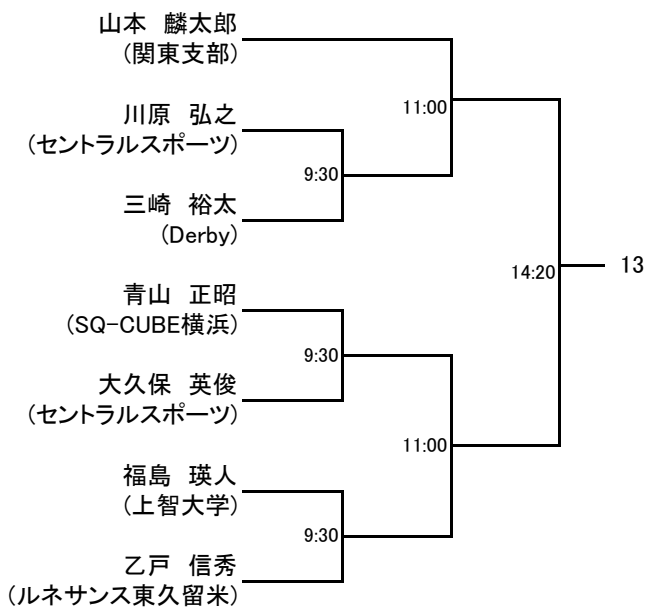 山本　麟太郎
(関東支部)
11:00
川原　弘之
(セントラルスポーツ)
9:30
三崎　裕太
(Derby)
14:20
13
青山　正昭
(SQ-CUBE横浜)
9:30
大久保　英俊
(セントラルスポーツ)
11:00
福島　瑛人
(上智大学)
9:30
乙戸　信秀
(ルネサンス東久留米)